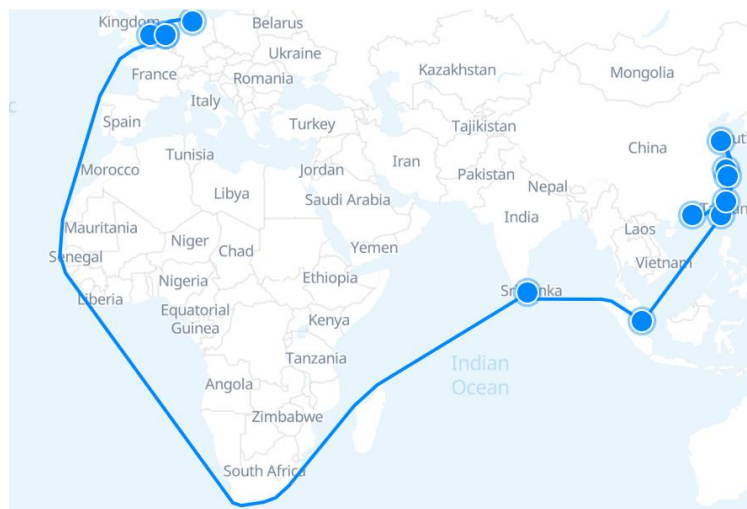 Kingdom
Belarus
Ukraine
France
Kazakhstan
Mongolia
Romania
Italy
Spain
Turkey
Tajikistan
China
Tunisia
Morocco
Jordan
Iran
Pakistan
Nepal
Libya
Saudi Arabia
India
Mauritania
Laos
Niger
Chad
Yemen
Senegal
Vietnam
Nigeria
Ethiopia
Sri Lanka
Liberia
Equatorial
Guinea
Kenya
Tanzania
Indian
Ocean
Angola
Zimbabwe
South Africa